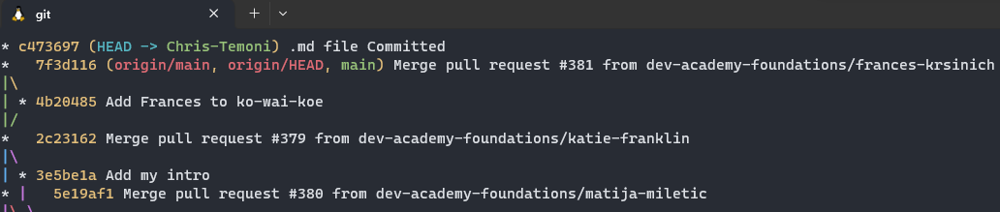 git
* c473697 (HEAD -> Chris-Temoni) .md file Committed
*   7f3d116 (origin/main, origin/HEAD, main) Merge pull request #381 from dev-academy-foundations/frances-krsinich
|\
| * 4b20485 Add Frances to ko-wai-koe
|/
*   2c23162 Merge pull request #379 from dev-academy-foundations/katie-franklin
|\
| * 3e5be1a Add my intro
* |   5e19af1 Merge pull request #380 from dev-academy-foundations/matija-miletic
|\ \